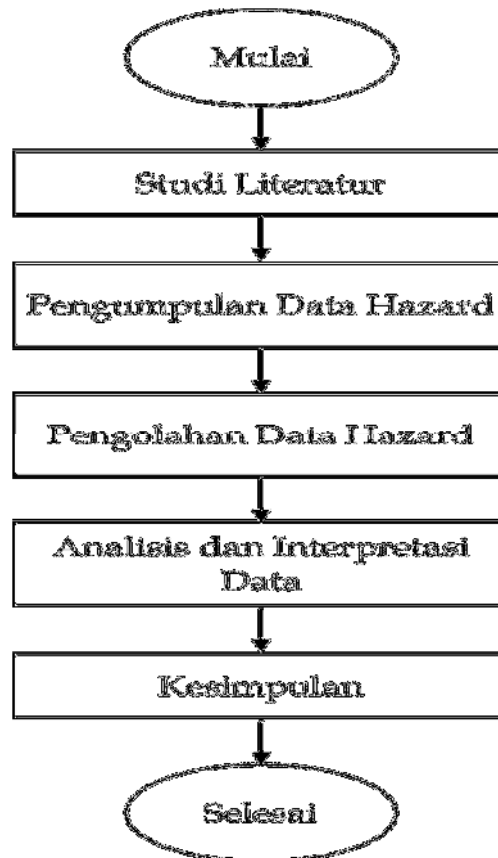 Mulai
Studi Literatur
Pengumpulan Data Hazard
Pengolahan Data Hazard
Analisis dan Interpretasi
Data
Kesimpulan
Selesai